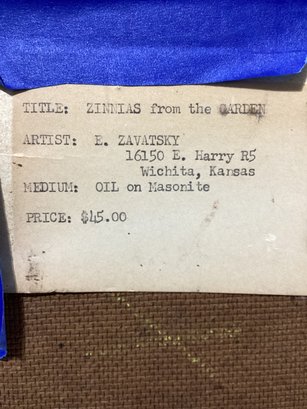 TITLE: ZINNIAS from the GARDEN
ARTIST: E. ZAVATSKY
16150 E. Harry R5
Wichita, Kansas
MEDIUM: OIL on Masonite
PRICE: $45.00